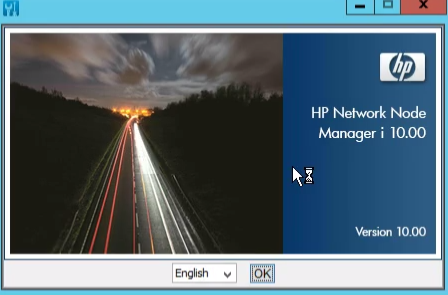 hp
HP Network Node
Manager i 10.00
Version 10.00
English
OK